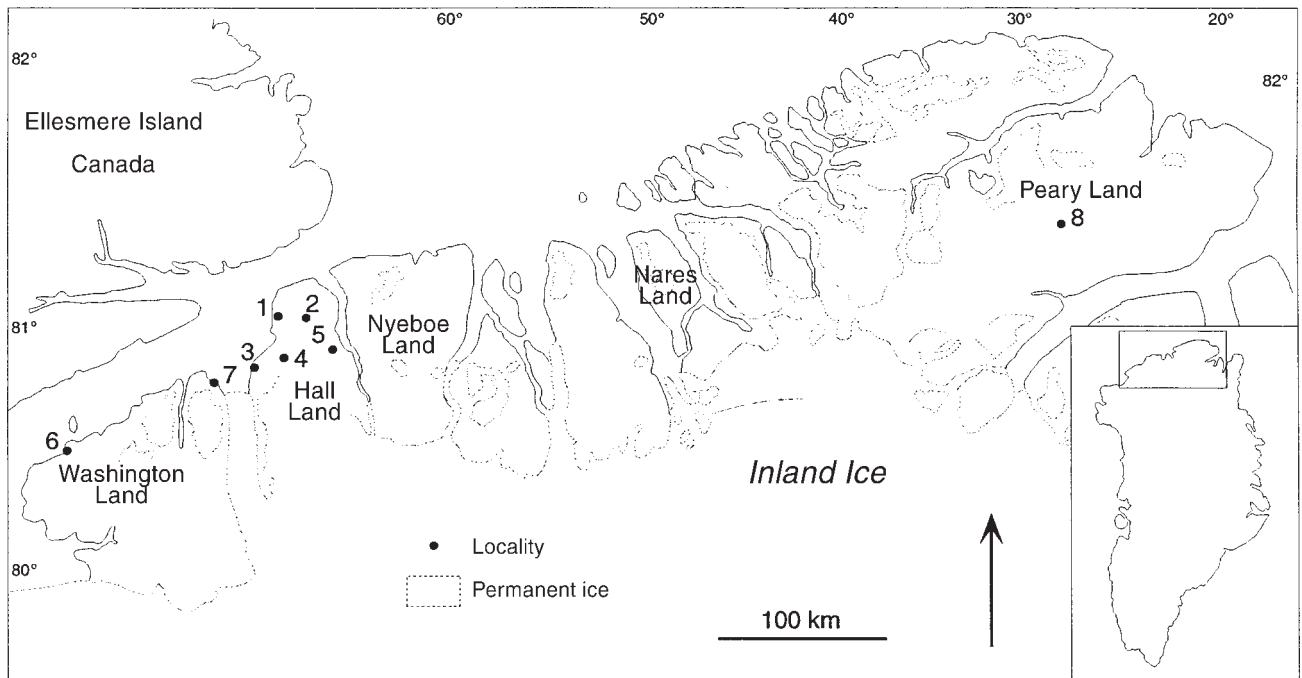 60° 50° 40° 30° 20°
82°
82°
Ellesmere Island
Canada
Peary Land
8
Nares
Land
81°
1 2
Nyeboe
Land
5
3 4
7
Hall
Land
6
Washington
Land
Inland Ice
Locality
80°
Permanent ice
100 km